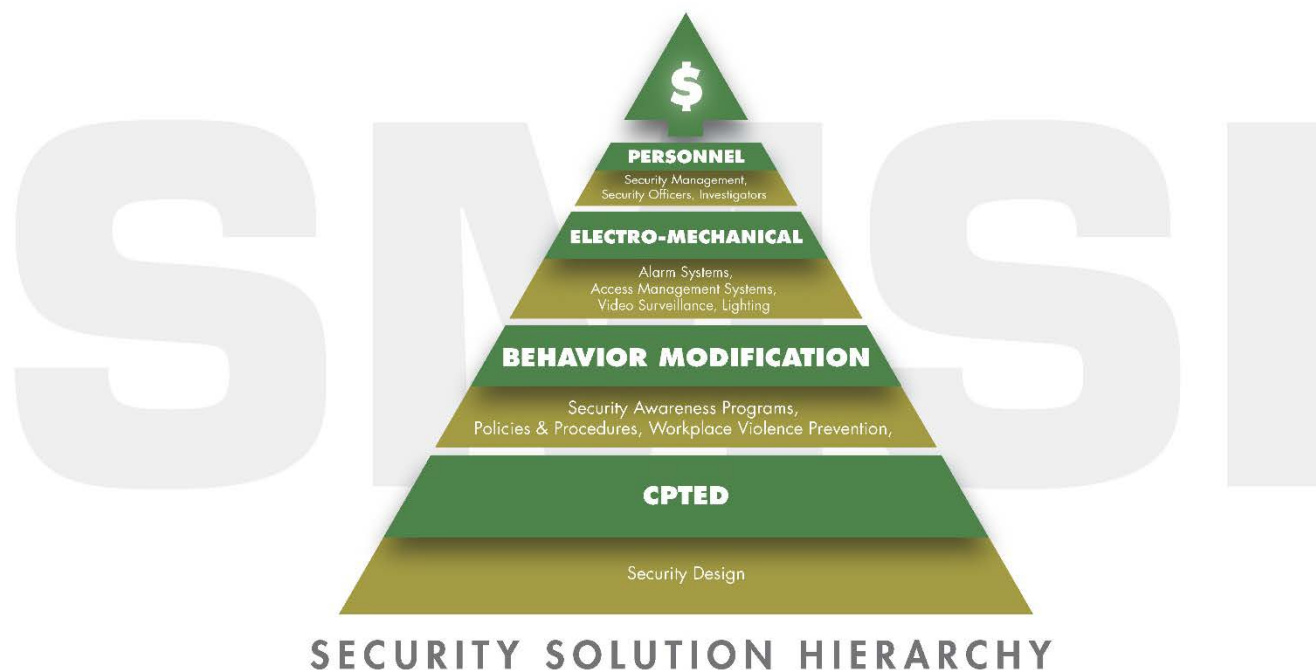 $
PERSONNEL
Security Management,
Security Officers, Investigators
ELECTRO-MECHANICAL
Alarm Systems,
Access Management Systems,
Video Surveillance, Lighting
BEHAVIOR MODIFICATION
Security Awareness Programs,
Policies & Procedures, Workplace Violence Prevention,
CPTED
Security Design
SMSI
SECURITY SOLUTION HIERARCHY